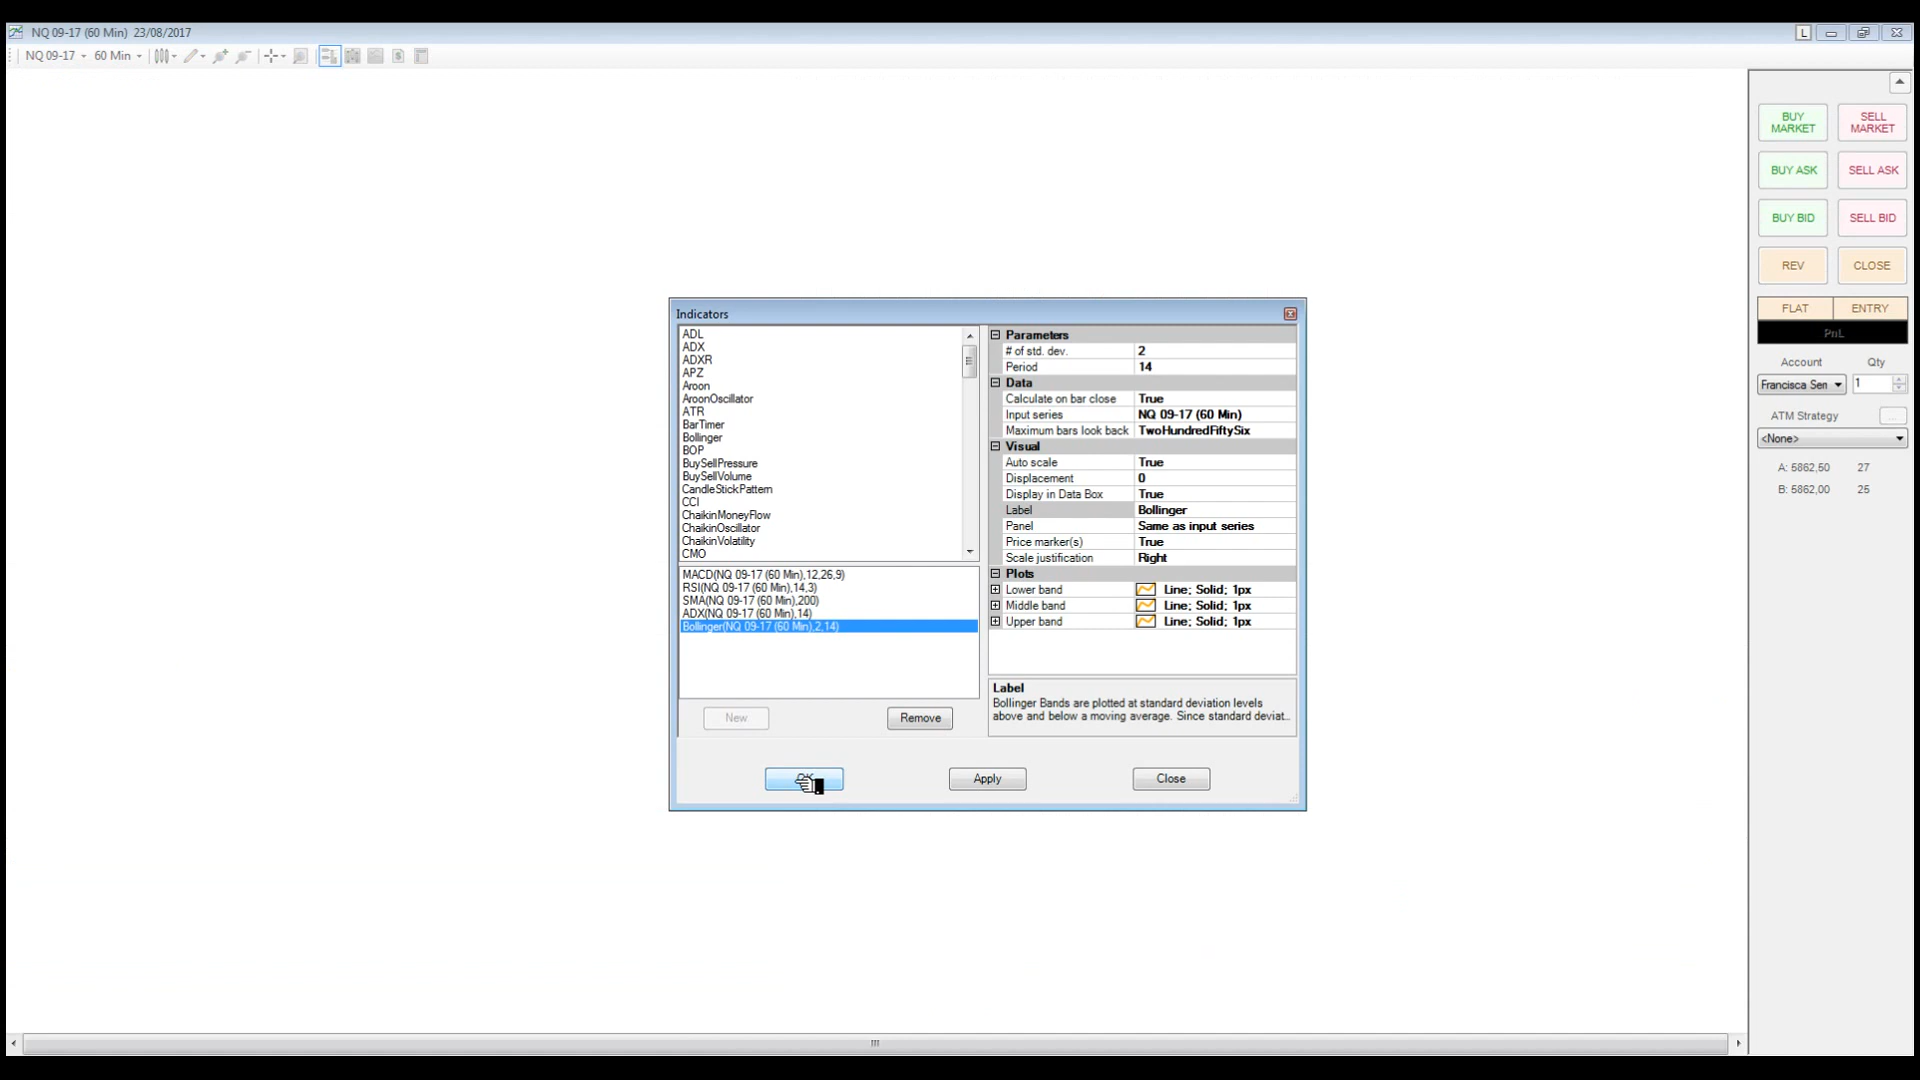 NQ 09-17 (60 Min)  23/08/2017
L
NQ 09-17
60 Min
BUY MARKET
SELL MARKET
BUY ASK
SELL ASK
BUY BID
SELL BID
REV
CLOSE
FLAT
ENTRY
PnL
Account
Qty
Francisca Sen
1
ATM Strategy
...
<None>
A: 5862,50
27
B: 5862,00
25
Indicators
ADL
ADX
ADXR
APZ
Aroon
AroonOscillator
ATR
BarTimer
Bollinger
BOP
BuySellPressure
BuySellVolume
CandleStickPattern
CCI
ChaikinMoneyFlow
ChaikinOscillator
ChaikinVolatility
CMO
MACD(NQ 09-17 (60 Min),12,26,9)
RSI(NQ 09-17 (60 Min),14,3)
SMA(NQ 09-17 (60 Min),200)
ADX(NQ 09-17 (60 Min),14)
Bollinger(NQ 09-17 (60 Min),2,14)
New
Remove
Parameters
# of std. dev.  2
Period  14
Data
Calculate on bar close  True
Input series  NQ 09-17 (60 Min)
Maximum bars look back  TwoHundredFiftySix
Visual
Auto scale  True
Displacement  0
Display in Data Box  True
Label  Bollinger
Panel  Same as input series
Price marker(s)  True
Scale justification  Right
Plots
Lower band  Line; Solid; 1px
Middle band  Line; Solid; 1px
Upper band  Line; Solid; 1px
Label
Bollinger Bands are plotted at standard deviation levels
above and below a moving average. Since standard deviat..
Apply
Close